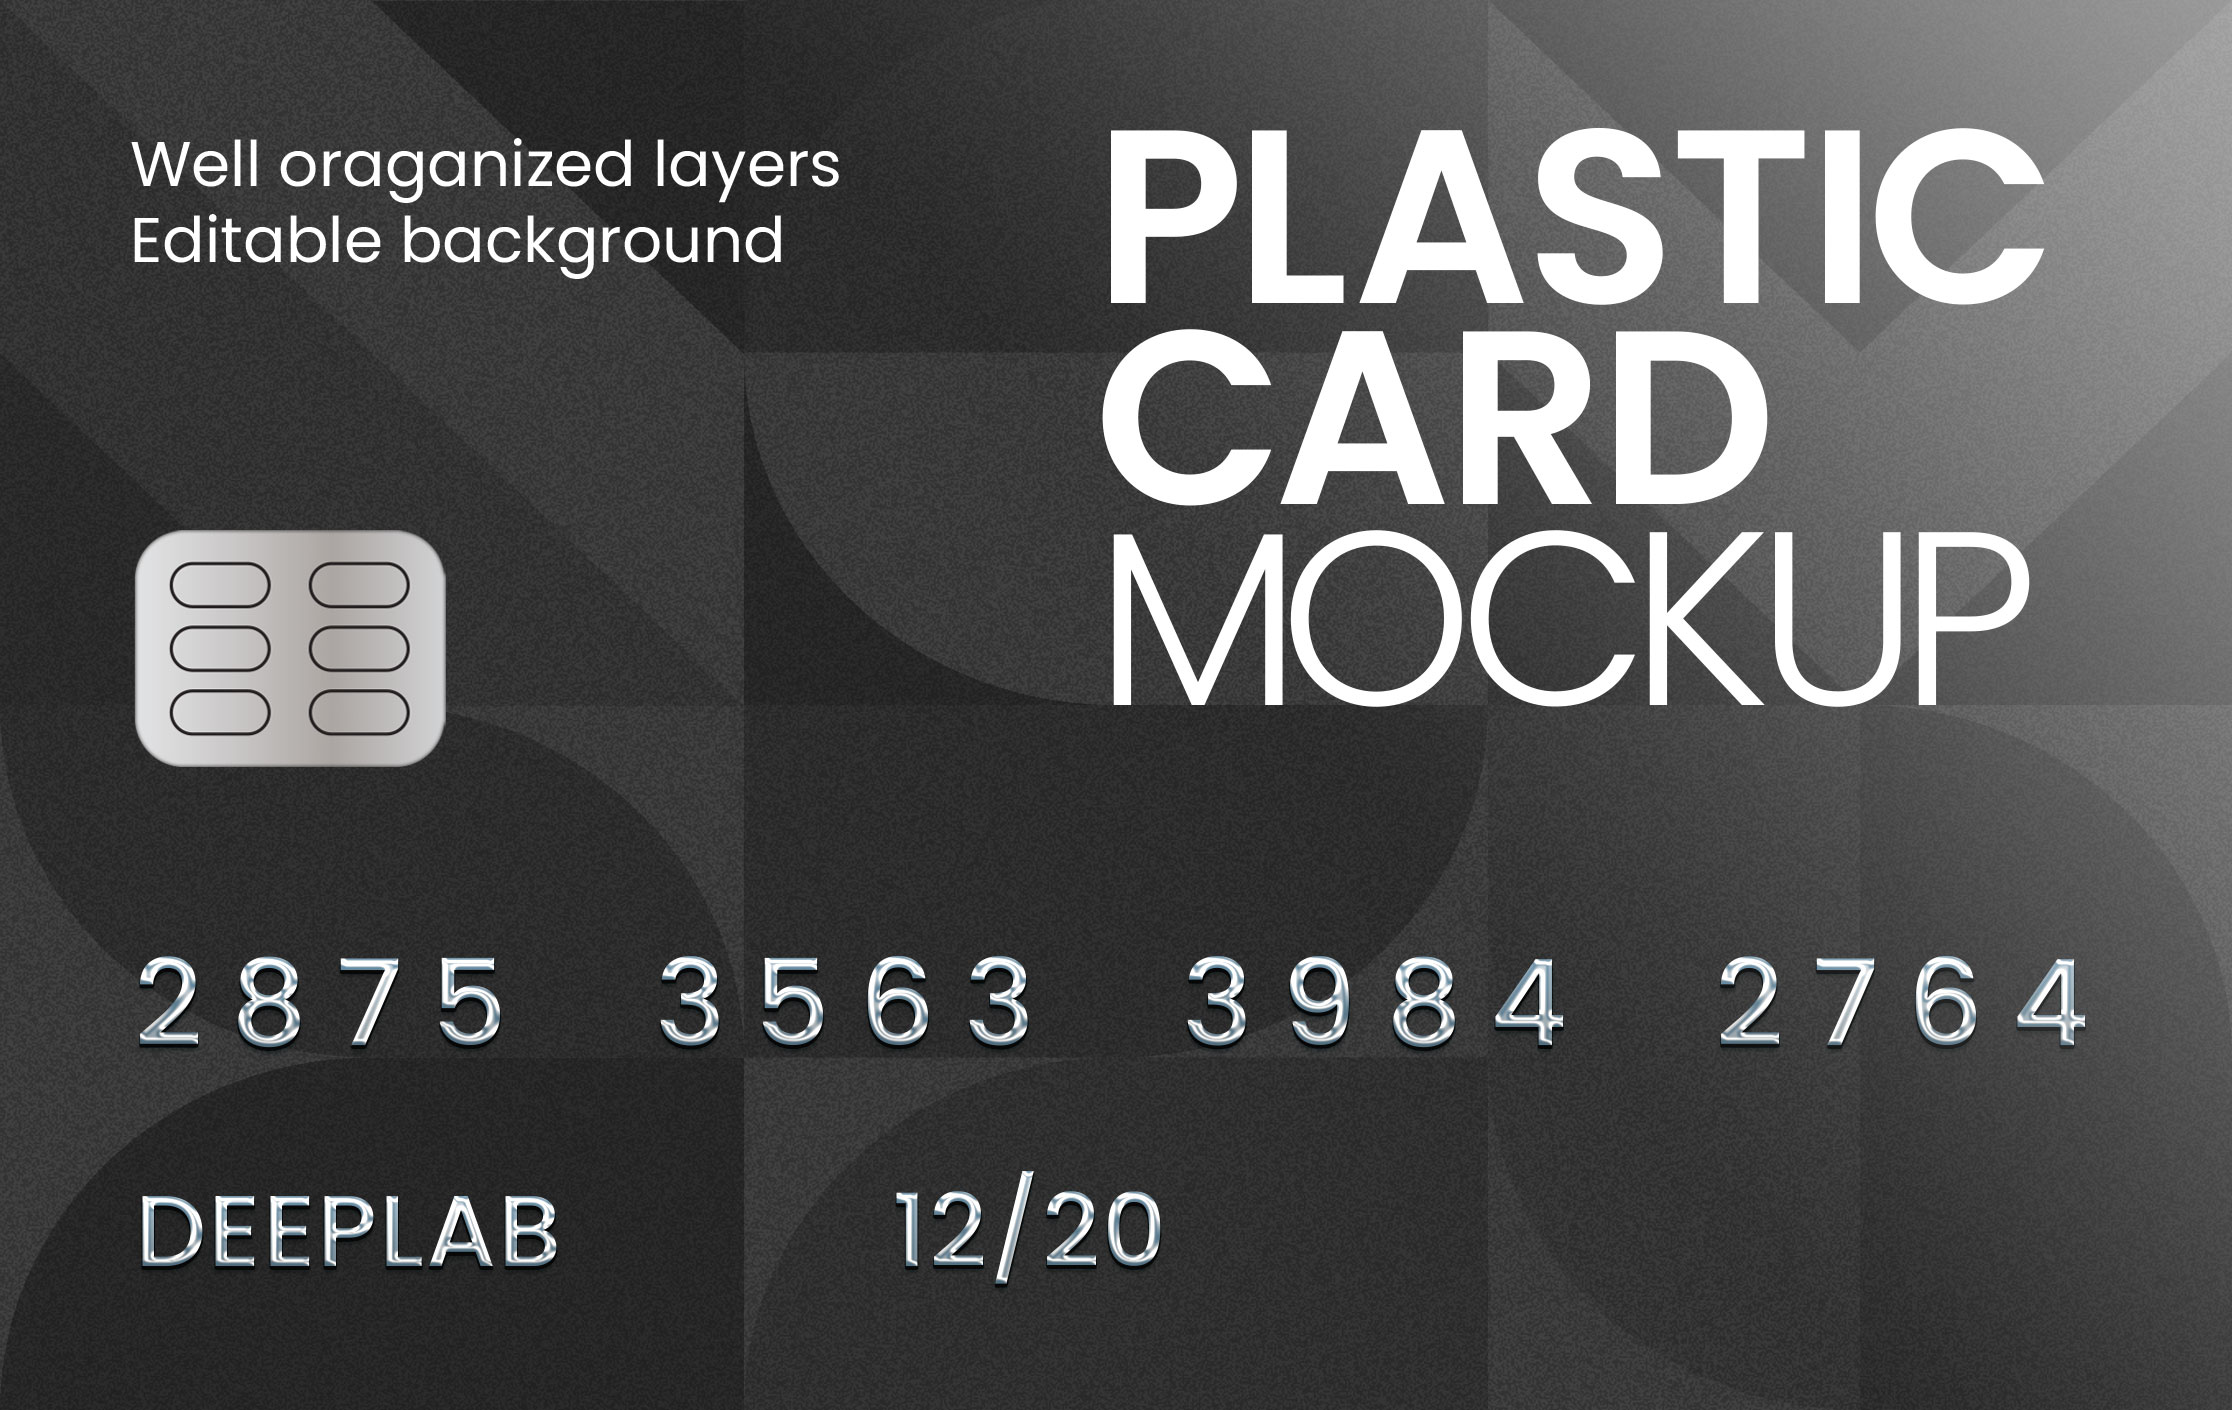 Well oraganized layers
Editable background
PLASTIC
CARD
MOCKUP
2875 3563 3984 2764
DEEPLAB 12/20